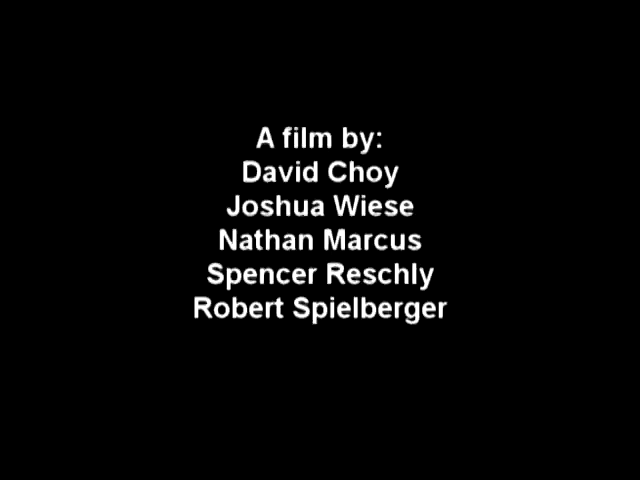 A film by:
David Choy
Joshua Wiese
Nathan Marcus
Spencer Reschly
Robert Spielberger